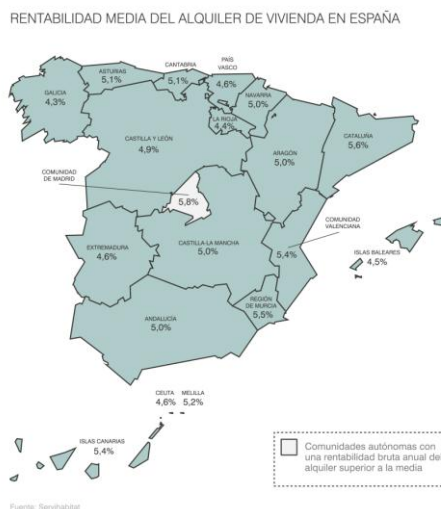 RENTABILIDAD MEDIA DEL ALQUILER DE VIVIENDA EN ESPAÑA
ASTURIAS
5,1%
CANTABRIA
5,1%
PAÍS
VASCO
4,6%
NAVARRA
5,0%
GALICIA
4,3%
LA RIOJA
4,4%
CATALUÑA
5,6%
CASTILLA Y LEÓN
4,9%
ARAGÓN
5,0%
COMUNIDAD
DE MADRID
5,8%
COMUNIDAD
VALENCIANA
5,4%
EXTREMADURA
4,6%
CASTILLA-LA MANCHA
5,0%
ISLAS BALEARES
4,5%
REGIÓN
DE MURCIA
5,5%
ANDALUCÍA
5,0%
CEUTA MELILLA
4,6% 5,2%
ISLAS CANARIAS
5,4%
Comunidades autónomas con
una rentabilidad bruta anual del
alquiler superior a la media
Fuente: Servihabitat